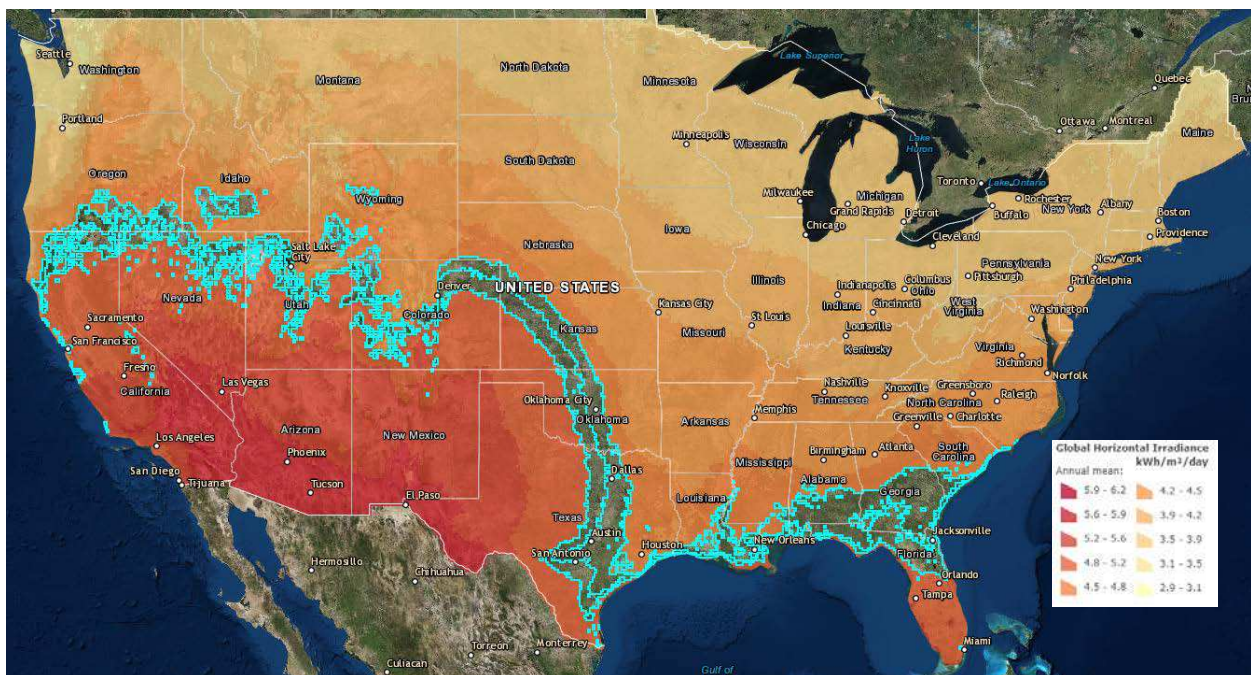 Seattle
Washington
Portland
Oregon
Idaho
Montana
North Dakota
South Dakota
Wyoming
Nebraska
Minnesota
Minneapolis
Wisconsin
Lake Superior
Lake Huron
Lake Ontario
Milwaukee
Michigan
Grand Rapids
Detroit
Chicago
Iowa
Toronto
Ottawa
Montreal
Quebec
Maine
Rochester
New York
Albany
Buffalo
Boston
Providence
Cleveland
Pennsylvania
Pittsburgh
New York
Philadelphia
Salt Lake City
Nevada
Utah
Denver
Colorado
UNITED STATES
Kansas
Kansas City
Missouri
St Louis
Illinois
Indianapolis
Indiana
Columbus
Ohio
Cincinnati
West Virginia
Washington
Louisville
Kentucky
Virginia
Richmond
Norfolk
Sacramento
San Francisco
Fresno
California
Las Vegas
Los Angeles
San Diego
Tijuana
Arizona
Phoenix
Tucson
New Mexico
El Paso
Oklahoma City
Oklahoma
Arkansas
Memphis
Nashville
Tennessee
Knoxville
Greensboro
Raleigh
North Carolina
Greenville
Charlotte
South Carolina
Atlanta
Birmingham
Mississippi
Alabama
Georgia
Dallas
Texas
Louisiana
Austin
San Antonio
Houston
New Orleans
Jacksonville
Florida
Orlando
Tampa
Miami
Hermosillo
Chihuahua
Torreon
Monterrey
Culiacan
Gulf of
Global Horizontal Irradiance
kWh/m²/day
Annual mean:
5.9 - 6.2 4.2 - 4.5
5.6 - 5.9 3.9 - 4.2
5.2 - 5.6 3.5 - 3.9
4.8 - 5.2 3.1 - 3.5
4.5 - 4.8 2.9 - 3.1